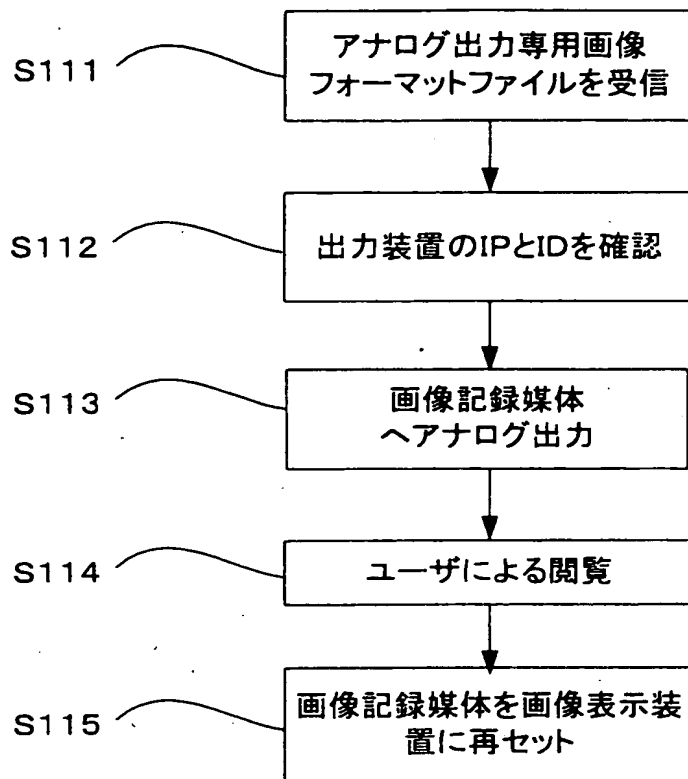 S111
アナログ出力専用画像
フォーマットファイルを受信
S112
出力装置のIPとIDを確認
S113
画像記録媒体
へアナログ出力
S114
ユーザによる閲覧
S115
画像記録媒体を画像表示装
置に再セット